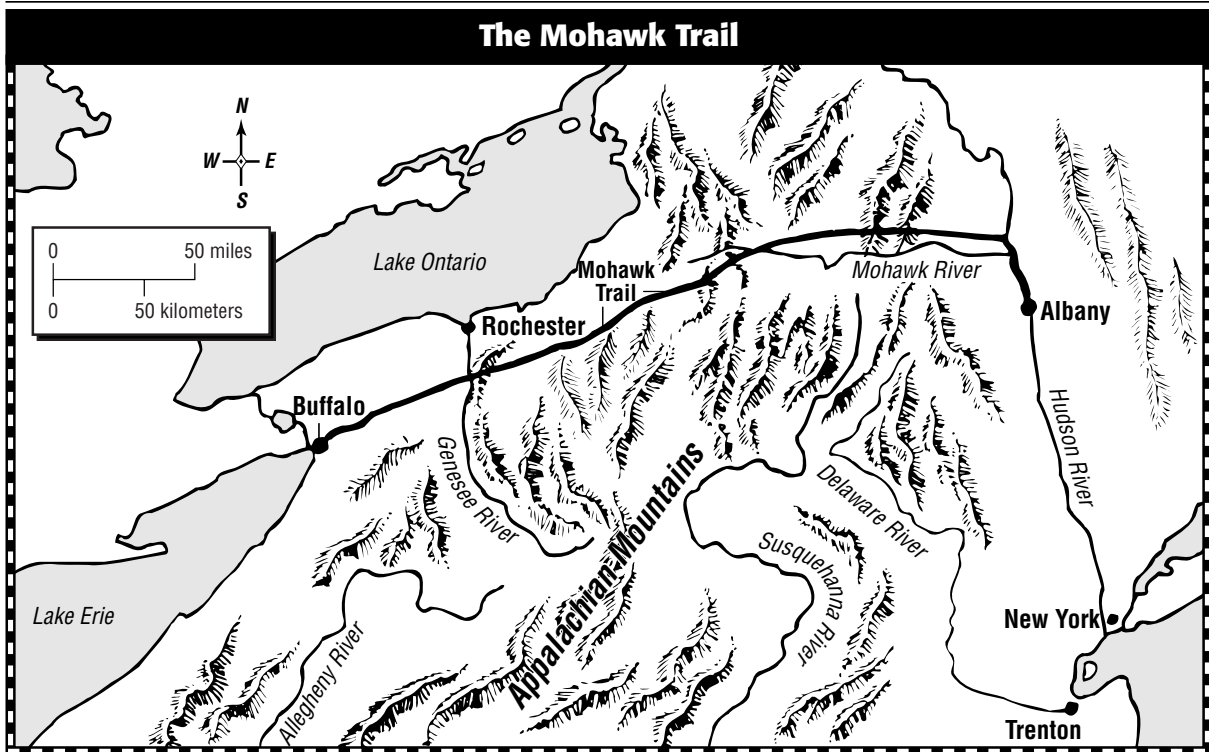 The Mohawk Trail
N
W E
S
0 50 miles
0 50 kilometers
Lake Ontario
Mohawk
Trail
Mohawk River
Rochester
Albany
Buffalo
Genesee River
Hudson River
Appalachian Mountains
Delaware River
Susquehanna River
Lake Erie
Allegheny River
New York
Trenton